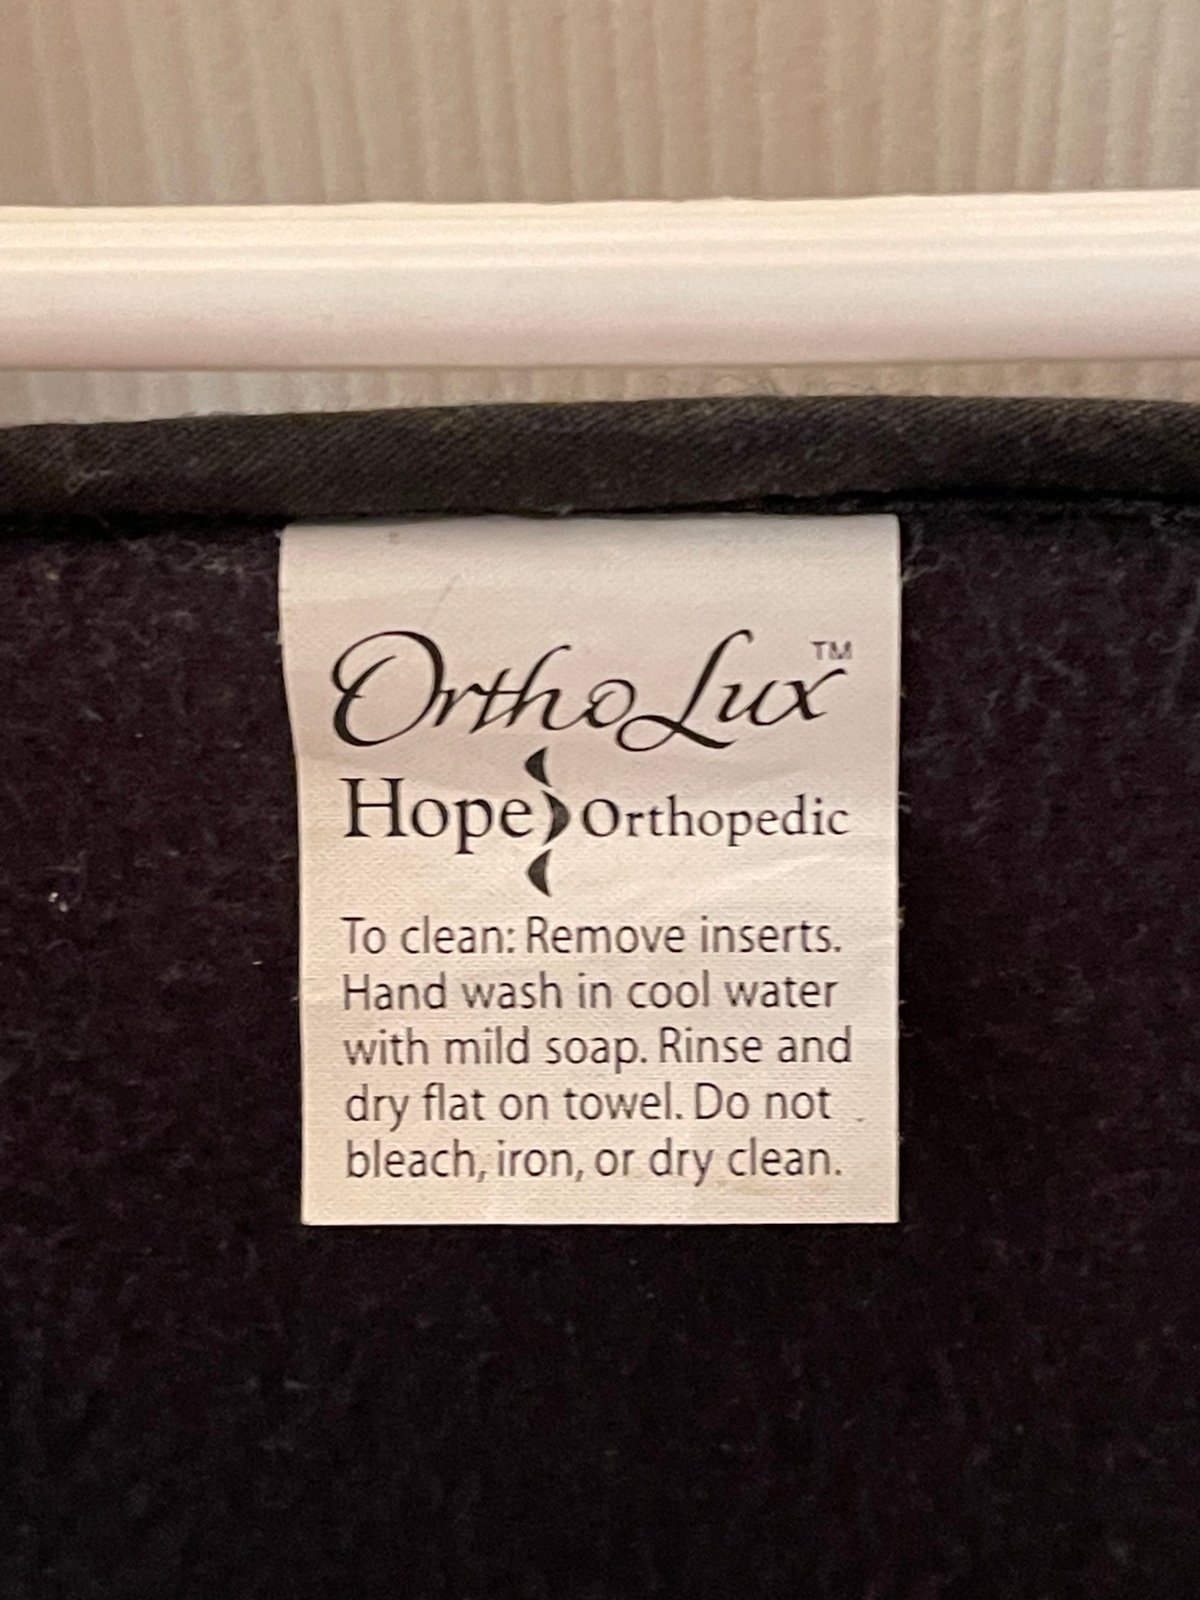 OrthoLux™
Hope Orthopedic
To clean: Remove inserts.
Hand wash in cool water
with mild soap. Rinse and
dry flat on towel. Do not
bleach, iron, or dry clean.